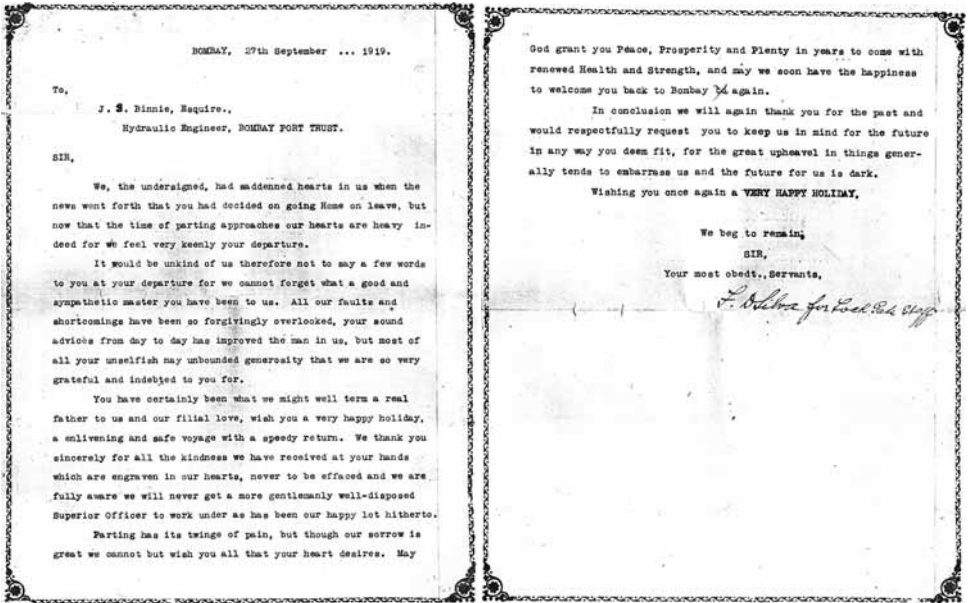 BOMBAY, 27th September ... 1919.
To,
J. S. Binnie, Esquire.,
Hydraulic Engineer, BOMBAY PORT TRUST.
SIR,
We, the undersigned, had saddenned hearts in us when the
news went forth that you had decided on going Home on leave, but
now that the time of parting approaches our hearts are heavy in-
deed for we feel very keenly your departure.
It would be unkind of us therefore not to say a few words
to you at your departure for we cannot forget what a good and
sympathetic master you have been to us. All our faults and
shortcomings have been so forgivingly overlooked, your sound
advices from day to day has improved the man in us, but most of
all your unselfish may unbounded generosity that we are so very
grateful and indebted to you for.
You have certainly been what we might well term a real
father to us and our filial love, wish you a very happy holiday,
a enlivening and safe voyage with a speedy return. We thank you
sincerely for all the kindness we have received at your hands
which are engraven in our hearts, never to be effaced and we are
fully aware we will never get a more gentlemanly well-disposed
Superior Officer to work under as has been our happy lot hitherto.
Parting has its twinge of pain, but though our sorrow is
great we cannot but wish you all that your heart desires. May
God grant you Peace, Prosperity and Plenty in years to come with
renewed Health and Strength, and may we soon have the happiness
to welcome you back to Bombay again.
In conclusion we will again thank you for the past and
would respectfully request you to keep us in mind for the future
in any way you deem fit, for the great upheavel in things gener-
ally tends to embarrass us and the future for us is dark.
Wishing you once again a VERY HAPPY HOLIDAY,
We beg to remain,
SIR,
Your most obedt., Servants,
F. DSilva for Lock Gate Staff